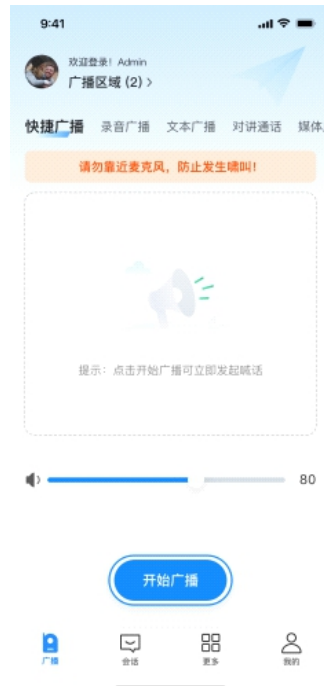 9:41
欢迎登录! Admin
广播区域 (2) >
快捷广播 录音广播 文本广播 对讲通话 媒体
请勿靠近麦克风，防止发生啸叫!
提示：点击开始广播可立即发起喊话
80
开始广播
广播 会话 更多 我的